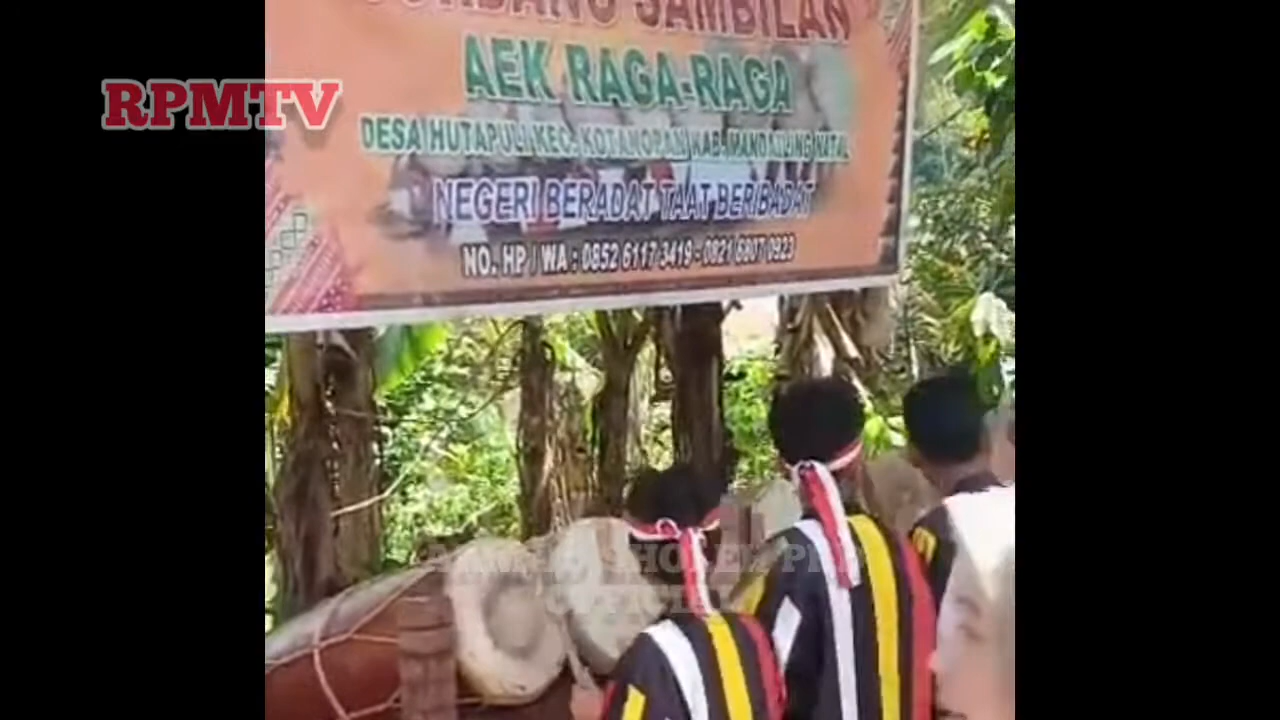 GORDANG SAMBILAN
AEK RAGA-RAGA
RPMTV
DESA HUTAPULI KEC. KOTANOPAN KAB. MANDAILING NATAL
NEGERI BERADAT TAAT BERIBADAT
NO. HP / WA : 0852 6117 3419 - 0821 6807 0923
OFFICIAL